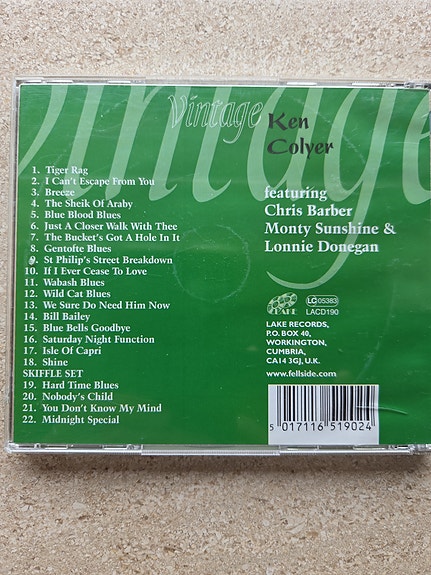 Vintage
Vintage
Ken
Colyer
1. Tiger Rag
2. I Can't Escape From You
3. Breeze
4. The Sheik Of Araby
5. Blue Blood Blues
6. Just A Closer Walk With Thee
7. The Bucket's Got A Hole In It
8. Gentofte Blues
9. St Philip's Street Breakdown
10. If I Ever Cease To Love
11. Wabash Blues
12. Wild Cat Blues
13. We Sure Do Need Him Now
14. Bill Bailey
15. Blue Bells Goodbye
16. Saturday Night Function
17. Isle Of Capri
18. Shine
SKIFFLE SET
19. Hard Time Blues
20. Nobody's Child
21. You Don't Know My Mind
22. Midnight Special
featuring
Chris Barber
Monty Sunshine &
Lonnie Donegan
LAKE
LC 05383
LACD190
LAKE RECORDS,
P.O. BOX 40,
WORKINGTON,
CUMBRIA,
CA14 3GJ, U.K.
www.fellside.com
5 017116 519024